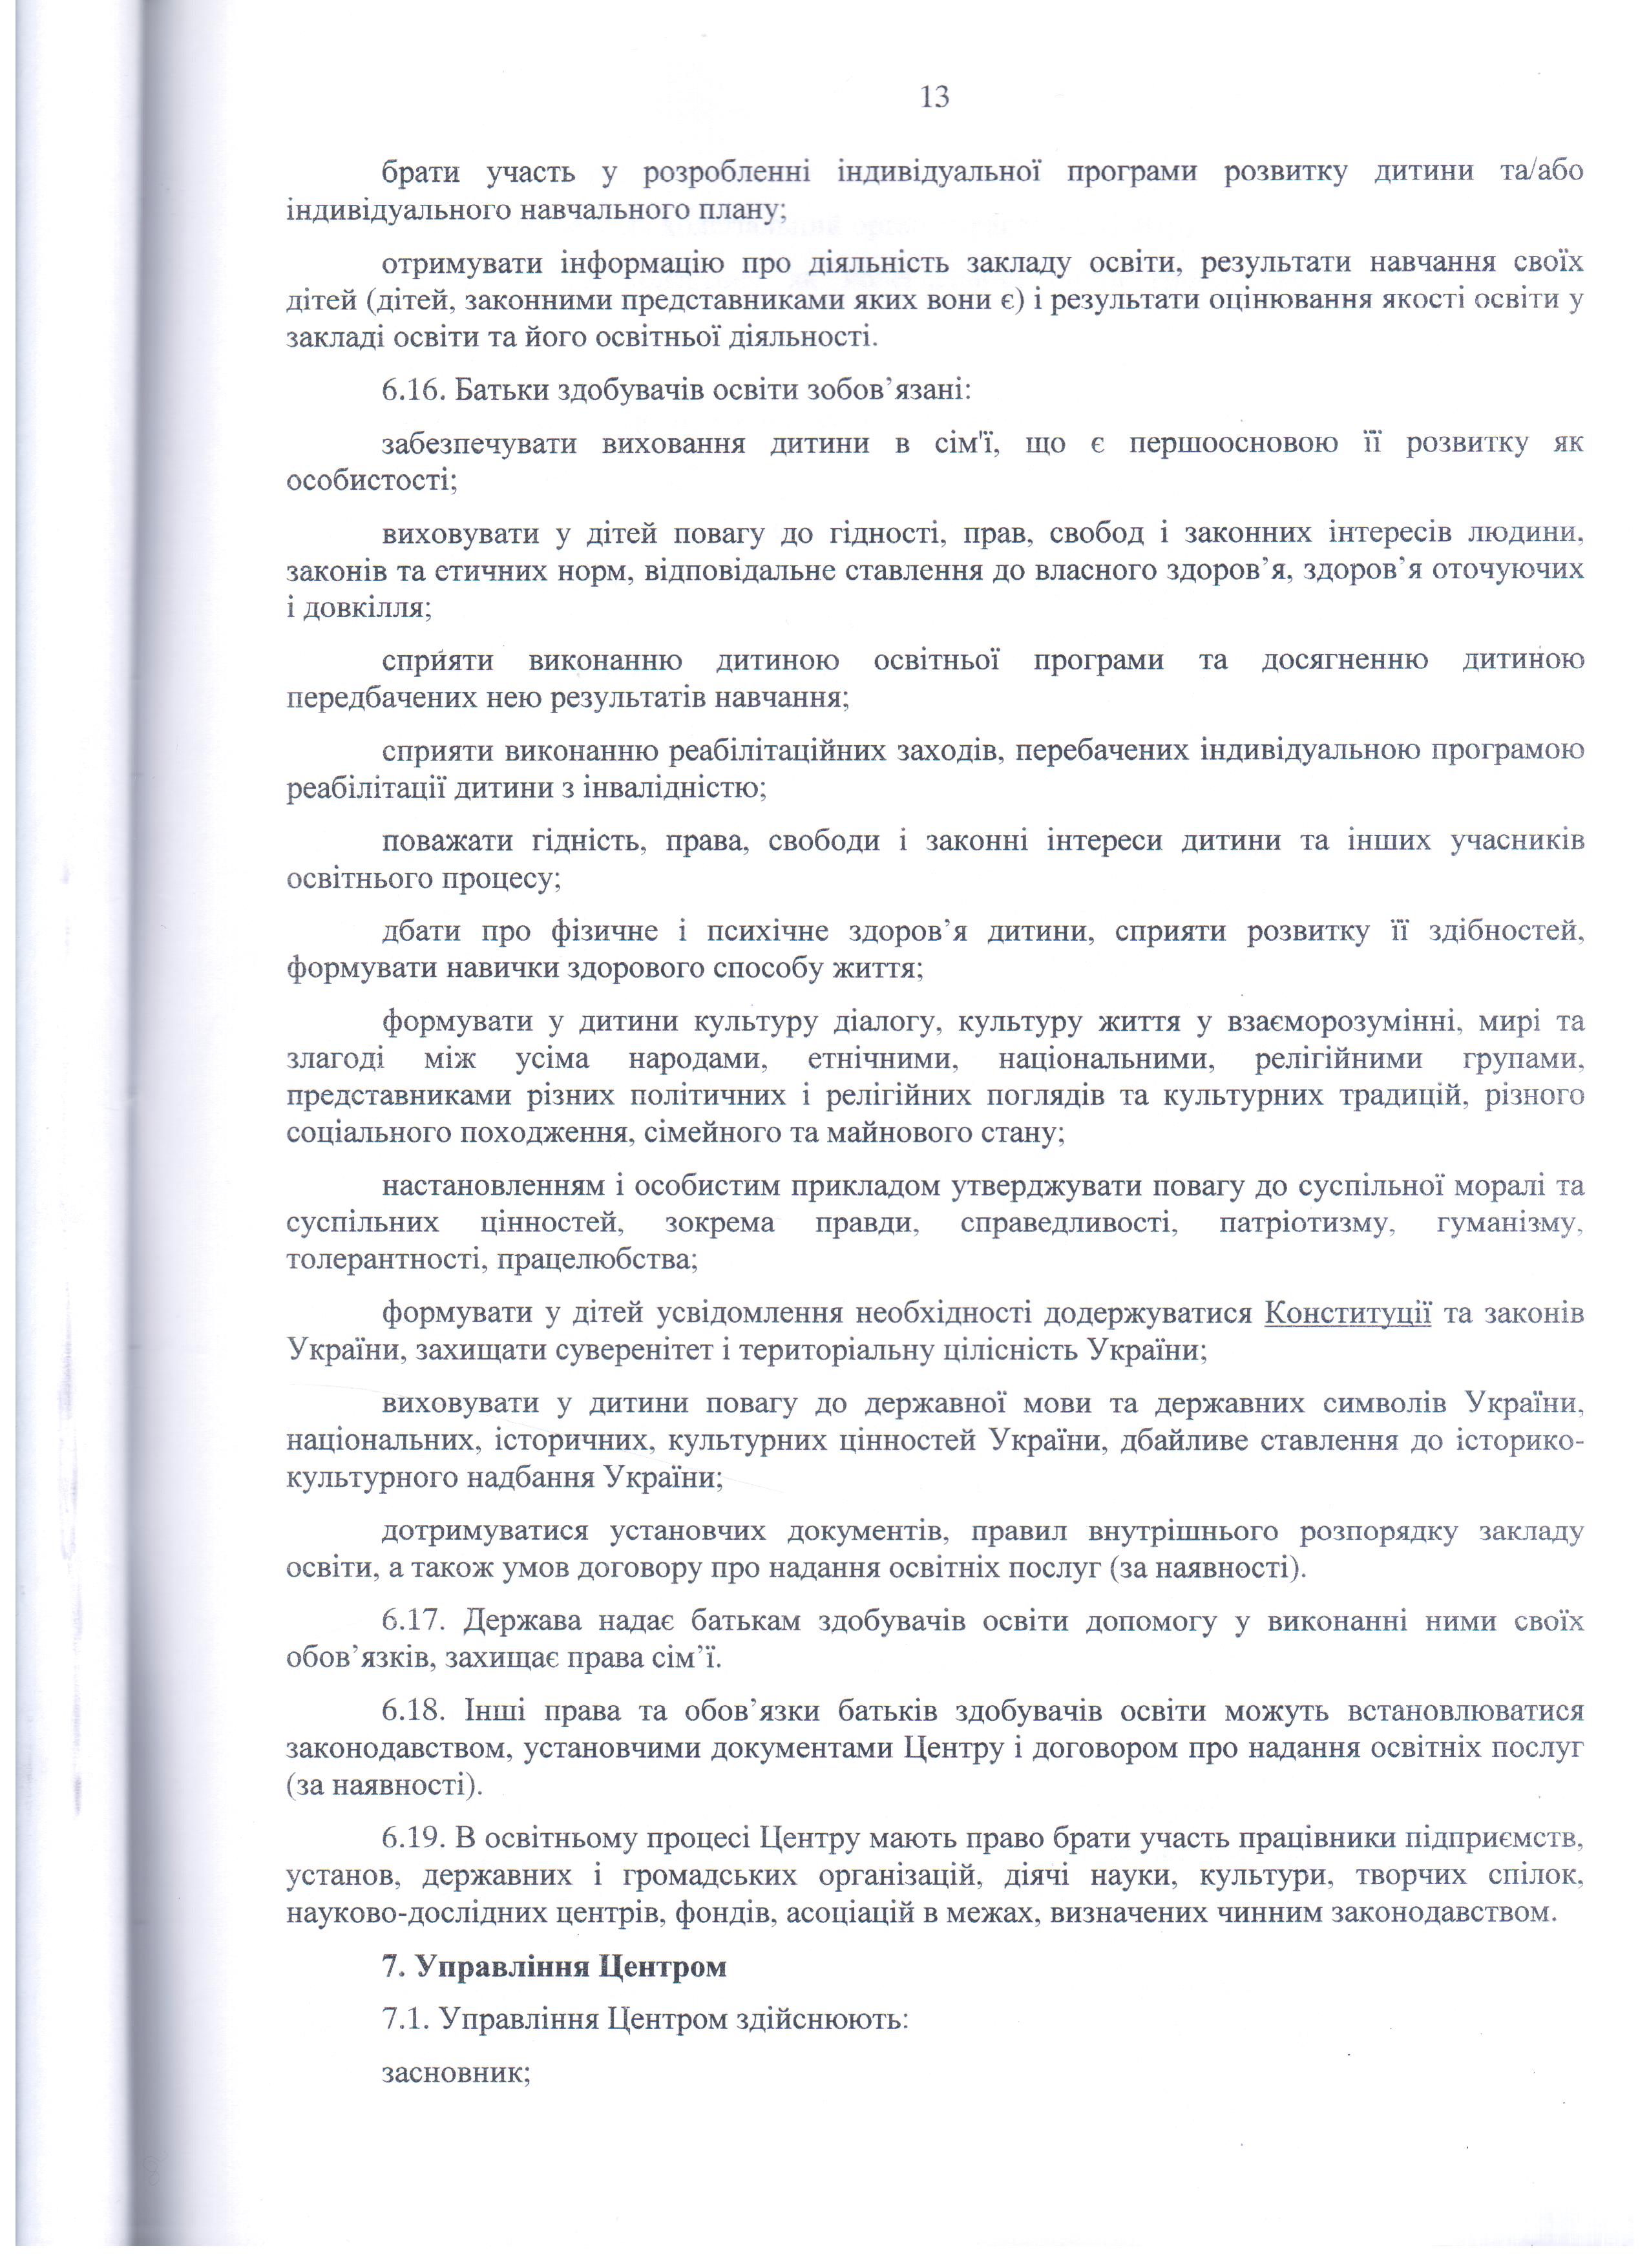 13
брати участь у розробленні індивідуальної програми розвитку дитини та/або
індивідуального навчального плану;
отримувати інформацію про діяльність закладу освіти, результати навчання своїх
дітей (дітей, законними представниками яких вони є) і результати оцінювання якості освіти у
закладі освіти та його освітньої діяльності.
6.16. Батьки здобувачів освіти зобов’язані:
забезпечувати виховання дитини в сім'ї, що є першоосновою її розвитку як
особистості;
виховувати у дітей повагу до гідності, прав, свобод і законних інтересів людини,
законів та етичних норм, відповідальне ставлення до власного здоров’я, здоров’я оточуючих
і довкілля;
сприяти виконанню дитиною освітньої програми та досягненню дитиною
передбачених нею результатів навчання;
сприяти виконанню реабілітаційних заходів, перебачених індивідуальною програмою
реабілітації дитини з інвалідністю;
поважати гідність, права, свободи і законні інтереси дитини та інших учасників
освітнього процесу;
дбати про фізичне і психічне здоров’я дитини, сприяти розвитку її здібностей,
формувати навички здорового способу життя;
формувати у дитини культуру діалогу, культуру життя у взаєморозумінні, мирі та
злагоді між усіма народами, етнічними, національними, релігійними групами,
представниками різних політичних і релігійних поглядів та культурних традицій, різного
соціального походження, сімейного та майнового стану;
настановленням і особистим прикладом утверджувати повагу до суспільної моралі та
суспільних цінностей, зокрема правди, справедливості, патріотизму, гуманізму,
толерантності, працелюбства;
формувати у дітей усвідомлення необхідності додержуватися Конституції та законів
України, захищати суверенітет і територіальну цілісність України;
виховувати у дитини повагу до державної мови та державних символів України,
національних, історичних, культурних цінностей України, дбайливе ставлення до історико-
культурного надбання України;
дотримуватися установчих документів, правил внутрішнього розпорядку закладу
освіти, а також умов договору про надання освітніх послуг (за наявності).
6.17. Держава надає батькам здобувачів освіти допомогу у виконанні ними своїх
обов’язків, захищає права сім’ї.
6.18. Інші права та обов’язки батьків здобувачів освіти можуть встановлюватися
законодавством, установчими документами Центру і договором про надання освітніх послуг
(за наявності).
6.19. В освітньому процесі Центру мають право брати участь працівники підприємств,
установ, державних і громадських організацій, діячі науки, культури, творчих спілок,
науково-дослідних центрів, фондів, асоціацій в межах, визначених чинним законодавством.
7. Управління Центром
7.1. Управління Центром здійснюють:
засновник;